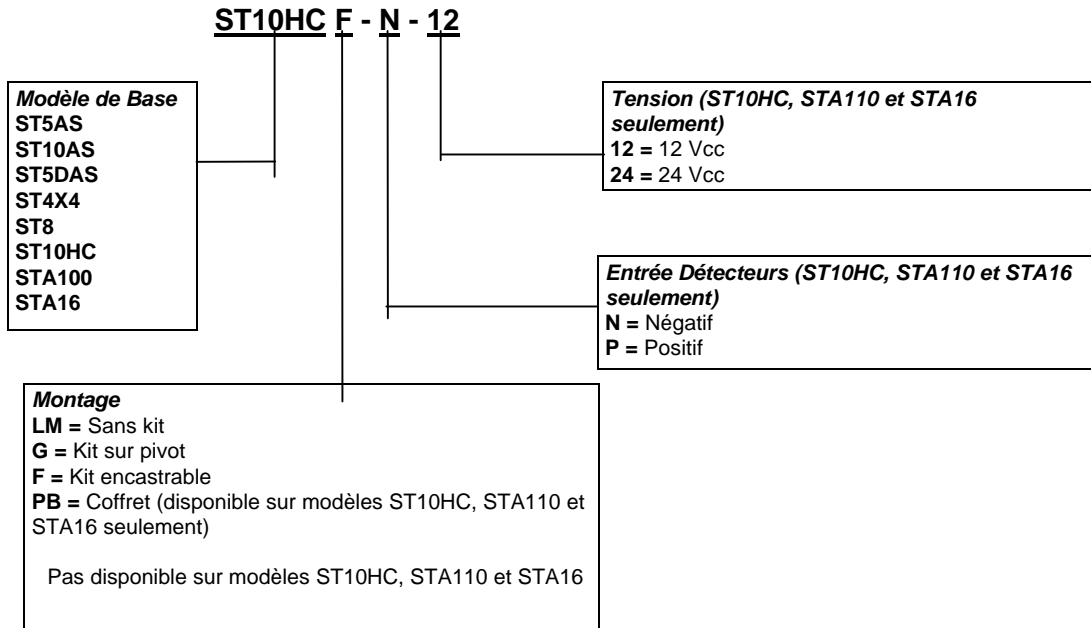 ST10HC F - N - 12
Modèle de Base
ST5AS
ST10AS
ST5DAS
ST4X4
ST8
ST10HC
STA100
STA16
Tension (ST10HC, STA110 et STA16
seulement)
12 = 12 Vcc
24 = 24 Vcc
Entrée Détecteurs (ST10HC, STA110 et STA16
seulement)
N = Négatif
P = Positif
Montage
LM = Sans kit
G = Kit sur pivot
F = Kit encastrable
PB = Coffret (disponible sur modèles ST10HC, STA110 et
STA16 seulement)
Pas disponible sur modèles ST10HC, STA110 et STA16